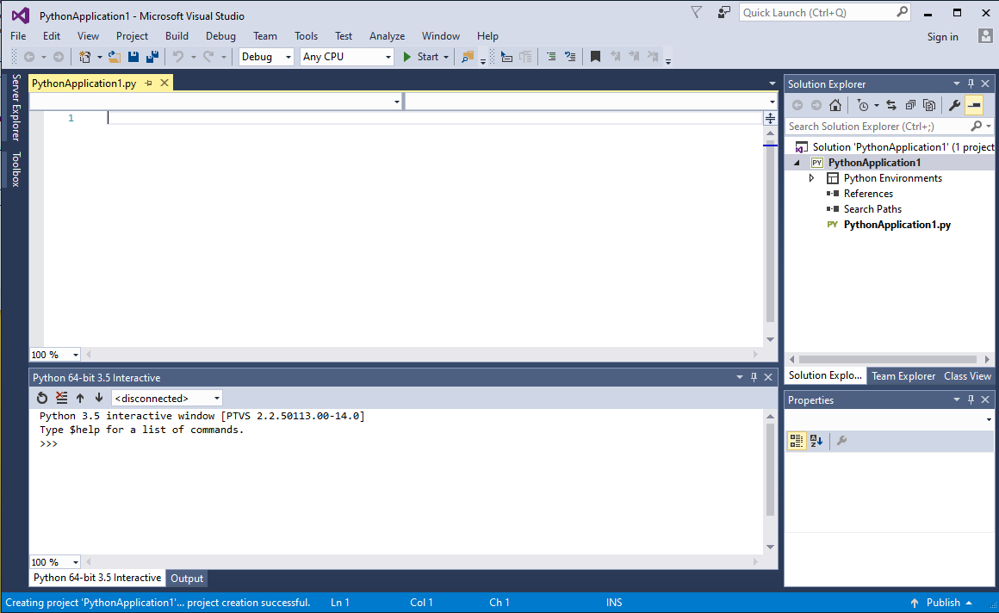 PythonApplication1 - Microsoft Visual Studio
Quick Launch (Ctrl+Q)
File Edit View Project Build Debug Team Tools Test Analyze Window Help
Sign in
Debug Any CPU Start
Server Explorer
Toolbox
PythonApplication1.py
1
100 %
Python 64-bit 3.5 Interactive
<disconnected>
Python 3.5 interactive window [PTVS 2.2.50113.00-14.0]
Type $help for a list of commands.
>>>
100 %
Python 64-bit 3.5 Interactive Output
Solution Explorer
Search Solution Explorer (Ctrl+;)
Solution 'PythonApplication1' (1 project
PY PythonApplication1
Python Environments
References
Search Paths
PY PythonApplication1.py
Solution Explo... Team Explorer Class View
Properties
Creating project 'PythonApplication1'... project creation successful. Ln 1 Col 1 Ch 1 INS Publish